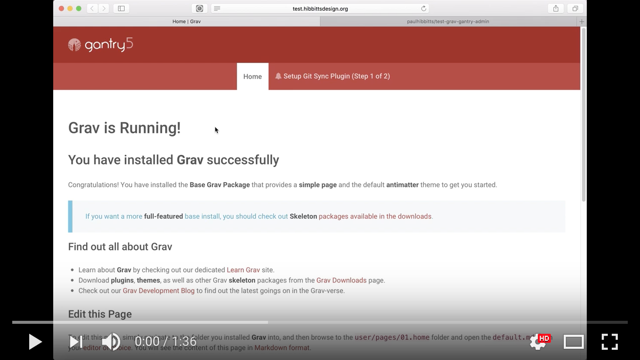 test.hibbittsdesign.org
Home | Grav
paulhibbitts/test-grav-gantry-admin
gantry5
Home
Setup Git Sync Plugin (Step 1 of 2)
Grav is Running!
You have installed Grav successfully
Congratulations! You have installed the Base Grav Package that provides a simple page and the default antimatter theme to get you started.
If you want a more full-featured base install, you should check out Skeleton packages available in the downloads.
Find out all about Grav
Learn about Grav by checking out our dedicated Learn Grav site.
Download plugins, themes, as well as other Grav skeleton packages from the Grav Downloads page.
Check out our Grav Development Blog to find out the latest goings on in the Grav-verse.
Edit this Page
folder you installed Grav into, and then browse to the user/pages/01.home folder and open the
You will see the content of this page in Markdown format.
0:00 / 1:36
HD